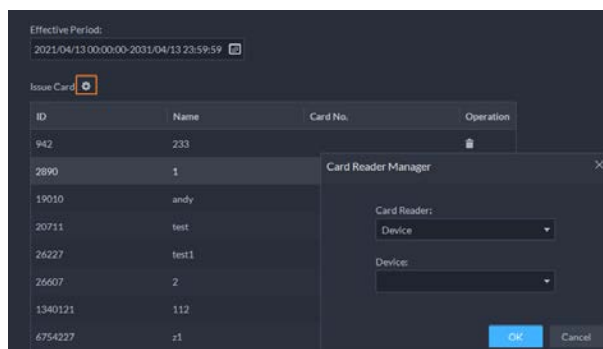 Effective Period:
2021/04/13 00:00:00-2031/04/13 23:59:59
Issue Card
ID Name Card No. Operation
942 233
2890 1
Card Reader Manager
19010 andy
Card Reader:
20711 test
Device
26227 test1
Device:
26607 2
1340121 112
6754227 z1
OK Cancel